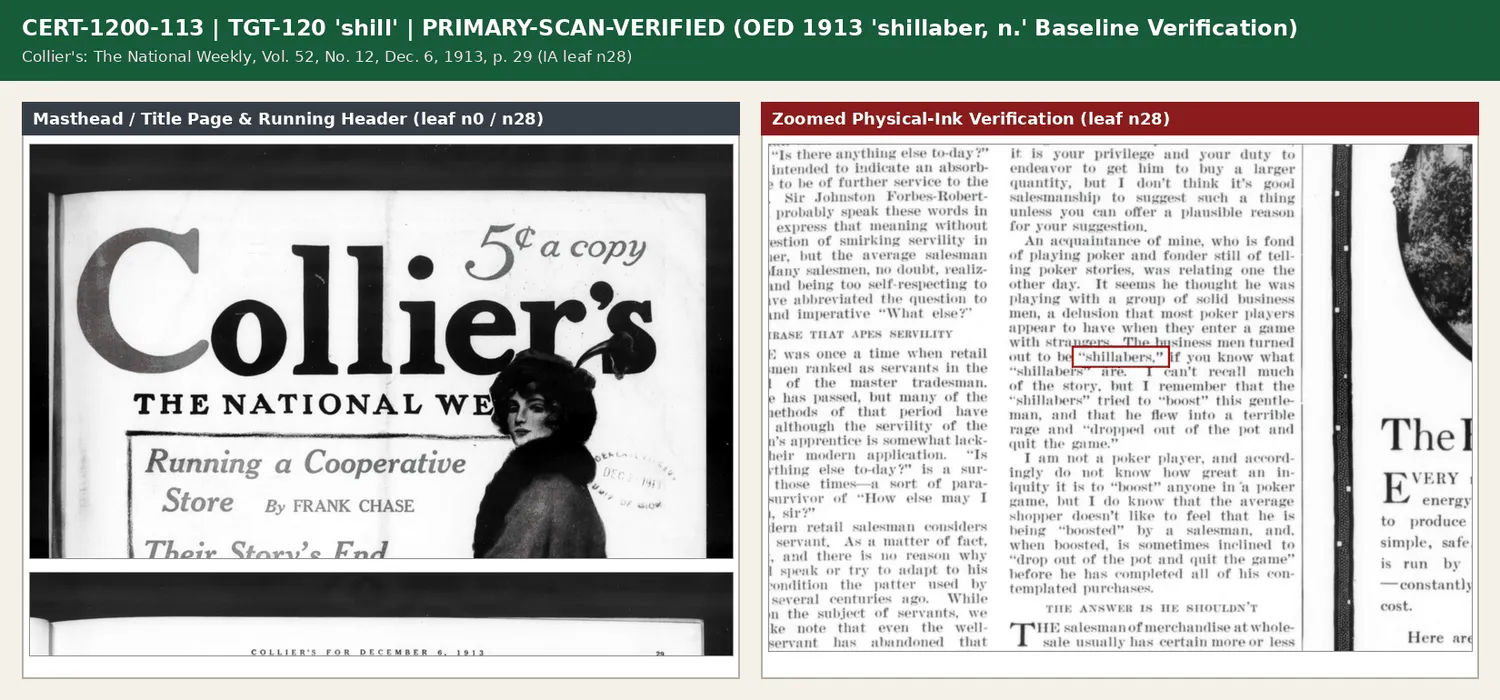 CERT-1200-113 | TGT-120 'shill' | PRIMARY-SCAN-VERIFIED (OED 1913 'shillaber, n.' Baseline Verification)
Collier's: The National Weekly, Vol. 52, No. 12, Dec. 6, 1913, p. 29 (IA leaf n28)
Masthead / Title Page & Running Header (leaf n0 / n28)
Collier's
5¢ a copy
THE NATIONAL WE
Running a Cooperative
Store By FRANK CHASE
Their Story's End
DEC
COLLIER'S FOR DECEMBER 6, 1913
29
Zoomed Physical-Ink Verification (leaf n28)
"Is there anything else to-day?"
intended to indicate an absorb-
to be of further service to the
Sir Johnston Forbes-Robert-
probably speak these words in
express that meaning without
estion of smirking servility in
er, but the average salesman
Many salesmen, no doubt, realiz-
and being too self-respecting to
ve abbreviated the question to
and imperative "What else?"
RASE THAT APES SERVILITY
E was once a time when retail
smen ranked as servants in the
l of the master tradesman.
e has passed, but many of the
ethods of that period have
although the servility of the
's apprentice is somewhat lack-
heir modern application. "Is
ything else to-day?" is a sur-
those times—a sort of para-
survivor of "How else may I
, sir?"
dern retail salesman considers
servant. As a matter of fact,
, and there is no reason why
l speak or try to adapt to his
condition the patter used by
several centuries ago. While
n the subject of servants, we
ke note that even the well-
servant has abandoned that
it is your privilege and your duty to
endeavor to get him to buy a larger
quantity, but I don't think it's good
salesmanship to suggest such a thing
unless you can offer a plausible reason
for your suggestion.
An acquaintance of mine, who is fond
of playing poker and fonder still of tell-
ing poker stories, was relating one the
other day. It seems he thought he was
playing with a group of solid business
men, a delusion that most poker players
appear to have when they enter a game
with strangers. The business men turned
out to be "shillabers," if you know what
"shillabers" are. I can't recall much
of the story, but I remember that the
"shillabers" tried to "boost" this gentle-
man, and that he flew into a terrible
rage and "dropped out of the pot and
quit the game."
I am not a poker player, and accord-
ingly do not know how great an in-
iquity it is to "boost" anyone in a poker
game, but I do know that the average
shopper doesn't like to feel that he is
being "boosted" by a salesman, and,
when boosted, is sometimes inclined to
"drop out of the pot and quit the game"
before he has completed all of his con-
templated purchases.
THE ANSWER IS HE SHOULDN'T
THE salesman of merchandise at whole-
sale usually has certain more or less
The
EVERY
energy
to produce
simple, safe
is run by
—constantly
cost.
Here are